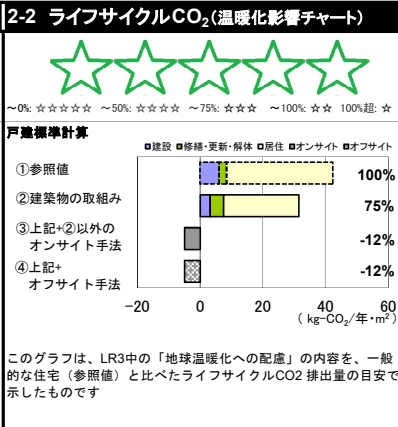 2-2 ライフサイクルCO₂(温暖化影響チャート)
～0%: ☆☆☆☆☆ ～50%: ☆☆☆☆ ～75%: ☆☆☆ ～100%: ☆☆ 100%超: ☆
戸建標準計算
■建設 ■修繕・更新・解体 □居住 ■オンサイト ■オフサイト
①参照値 100%
②建築物の取組み 75%
③上記+②以外の
オンサイト手法 -12%
④上記+
オフサイト手法 -12%
-20 0 20 40 60
( kg-CO₂/年・m² )
このグラフは、LR3中の「地球温暖化への配慮」の内容を、一般
的な住宅（参照値）と比べたライフサイクルCO2 排出量の目安で
示したものです